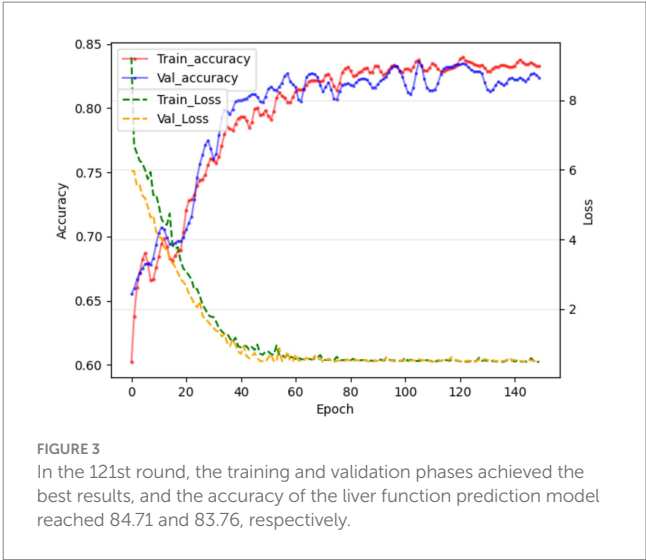 0.85
0.80
0.75
0.70
0.65
0.60
Accuracy
Train_accuracy
Val_accuracy
Train_Loss
Val_Loss
8
6
4
2
Loss
0 20 40 60 80 100 120 140
Epoch
FIGURE 3
In the 121st round, the training and validation phases achieved the
best results, and the accuracy of the liver function prediction model
reached 84.71 and 83.76, respectively.